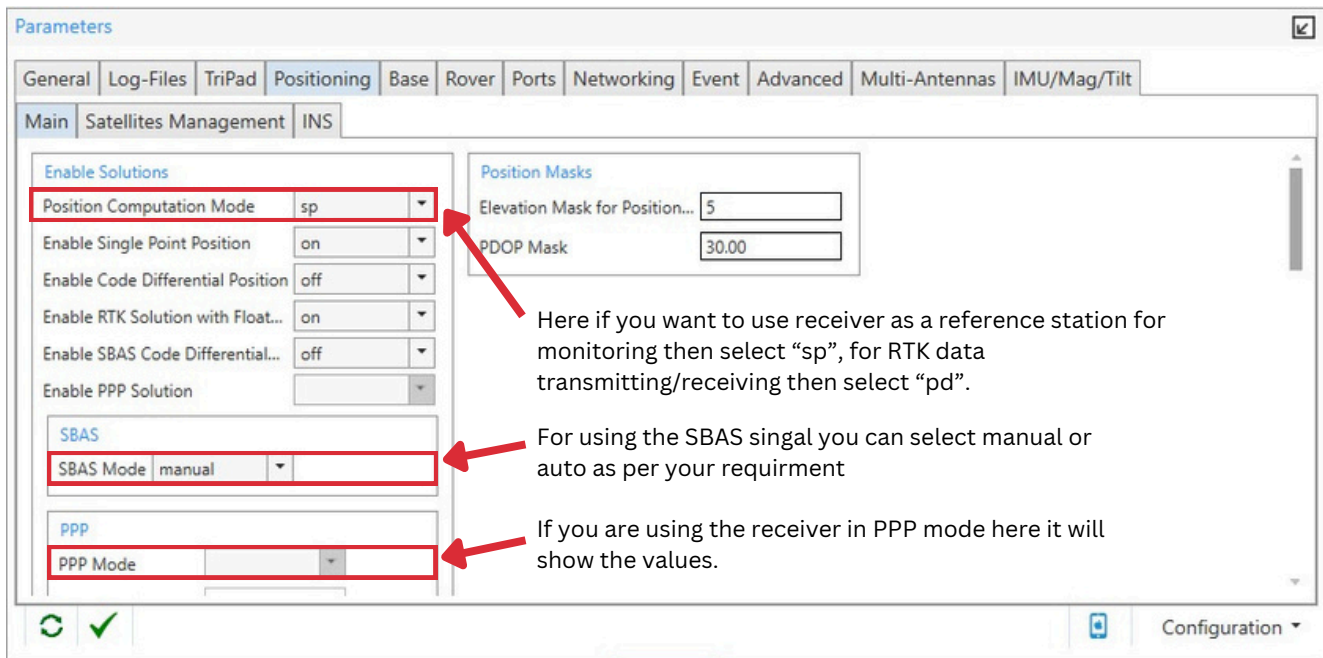 Parameters
General Log-Files TriPad Positioning Base Rover Ports Networking Event Advanced Multi-Antennas IMU/Mag/Tilt
Main Satellites Management INS
Enable Solutions
Position Computation Mode sp
Enable Single Point Position on
Enable Code Differential Position off
Enable RTK Solution with Float... on
Enable SBAS Code Differential... off
Enable PPP Solution
SBAS
SBAS Mode manual
PPP
PPP Mode
Position Masks
Elevation Mask for Position... 5
PDOP Mask 30.00
Here if you want to use receiver as a reference station for
monitoring then select “sp”, for RTK data
transmitting/receiving then select “pd”.
For using the SBAS singal you can select manual or
auto as per your requirment
If you are using the receiver in PPP mode here it will
show the values.
Configuration